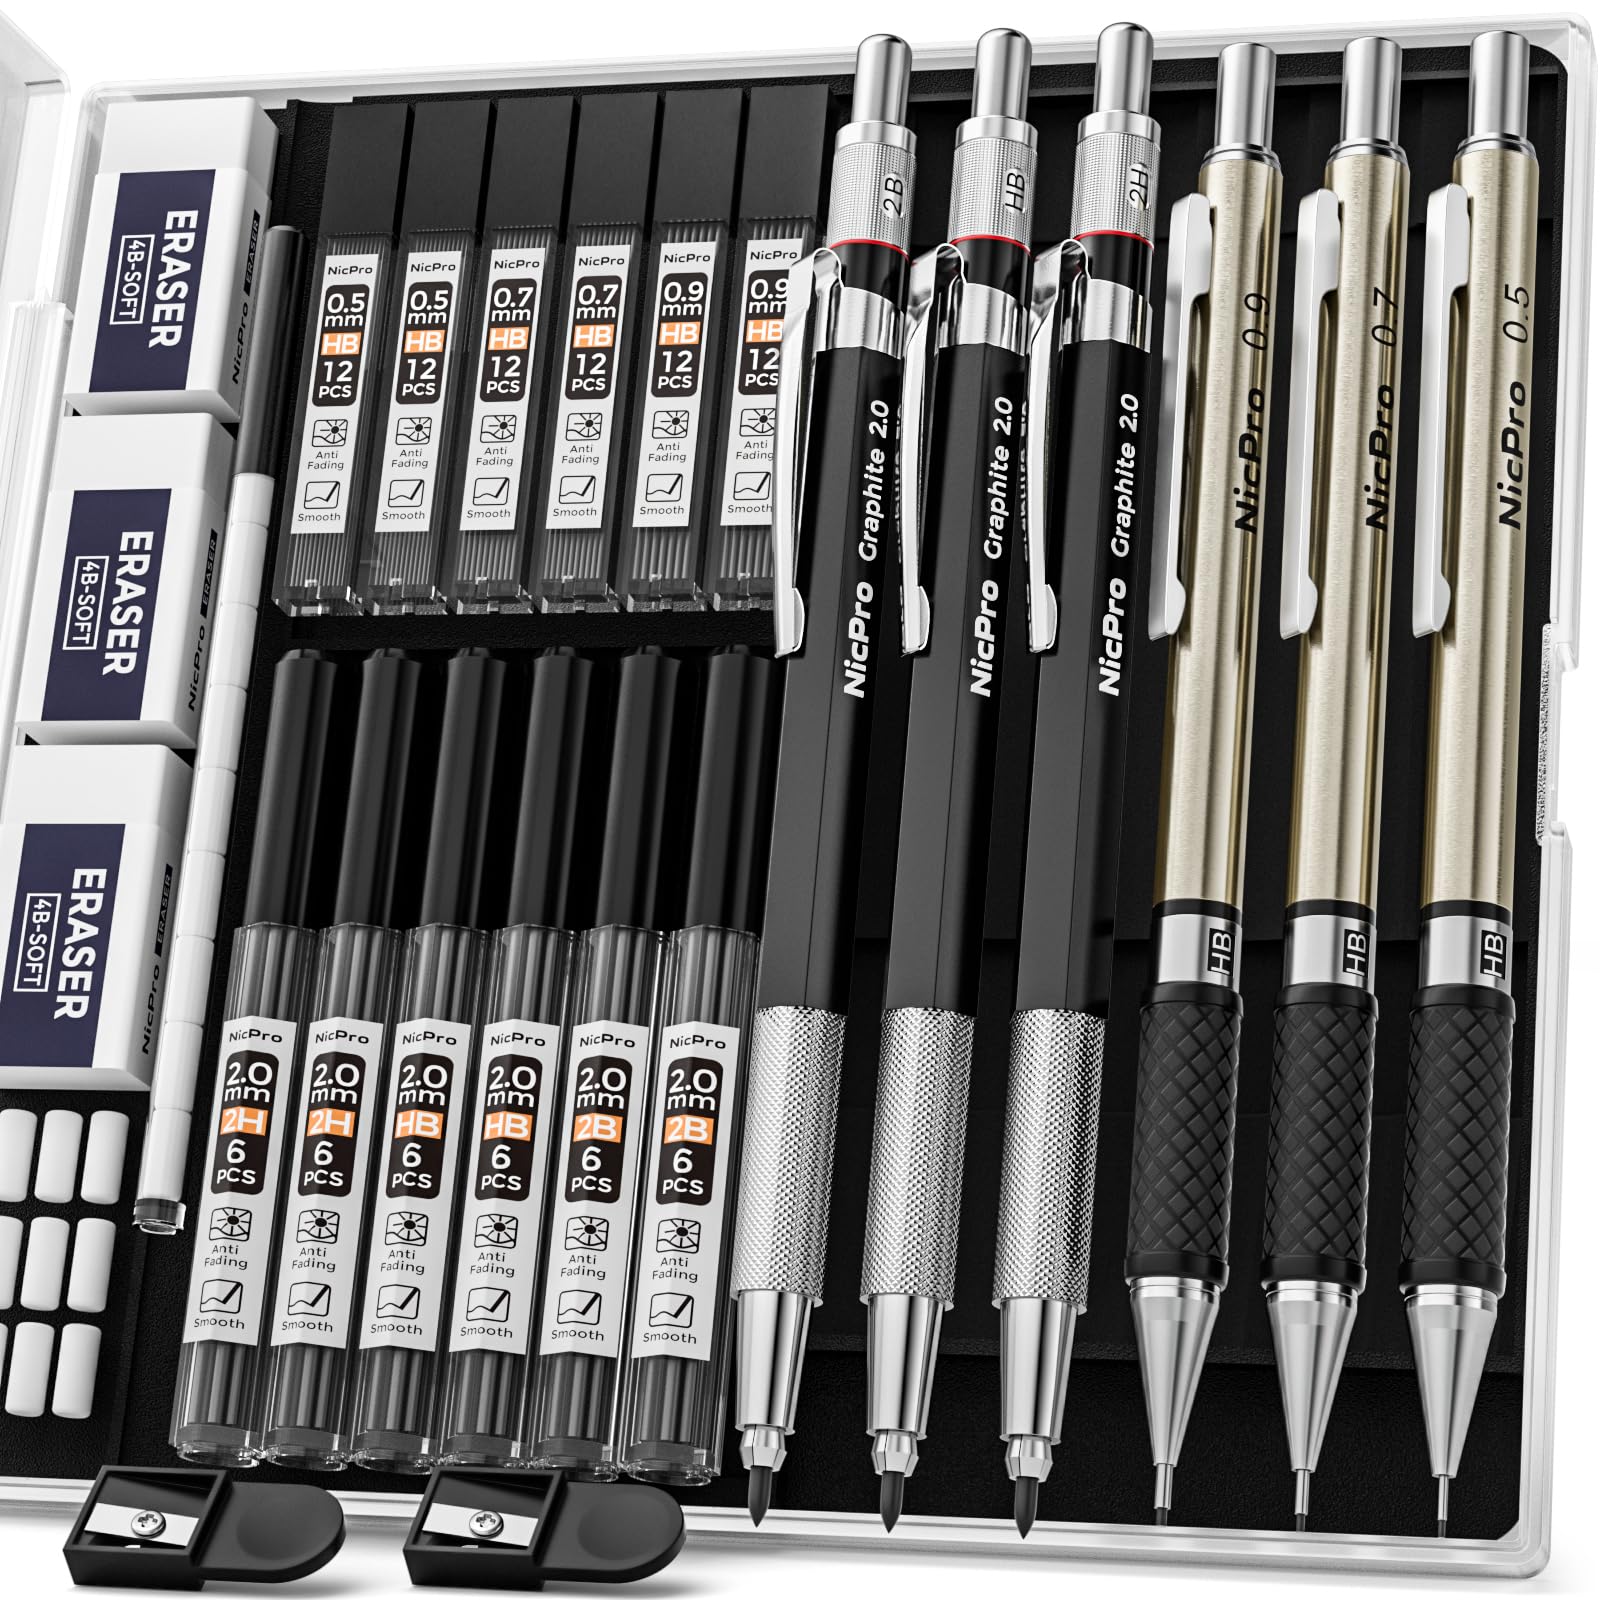 ERASER
4B-SOFT
NicPro ERASER
ERASER
4B-SOFT
NicPro ERASER
ERASER
4B-SOFT
NicPro ERASER
NicPro
0.5
mm
HB
12
PCS
Anti
Fading
Smooth
NicPro
0.5
mm
HB
12
PCS
Anti
Fading
Smooth
NicPro
0.7
mm
HB
12
PCS
Anti
Fading
Smooth
NicPro
0.7
mm
HB
12
PCS
Anti
Fading
Smooth
NicPro
0.9
mm
HB
12
PCS
Anti
Fading
Smooth
NicPro
0.9
mm
HB
12
PCS
Anti
Fading
Smooth
NicPro
2.0
mm
2H
6
PCS
Anti
Fading
Smooth
NicPro
2.0
mm
2H
6
PCS
Anti
Fading
Smooth
NicPro
2.0
mm
HB
6
PCS
Anti
Fading
Smooth
NicPro
2.0
mm
HB
6
PCS
Anti
Fading
Smooth
NicPro
2.0
mm
2B
6
PCS
Anti
Fading
Smooth
NicPro
2.0
mm
2B
6
PCS
Anti
Fading
Smooth
2B
NicPro Graphite 2.0
HB
NicPro Graphite 2.0
2H
NicPro Graphite 2.0
NicPro 0.9
HB
NicPro 0.7
HB
NicPro 0.5
HB